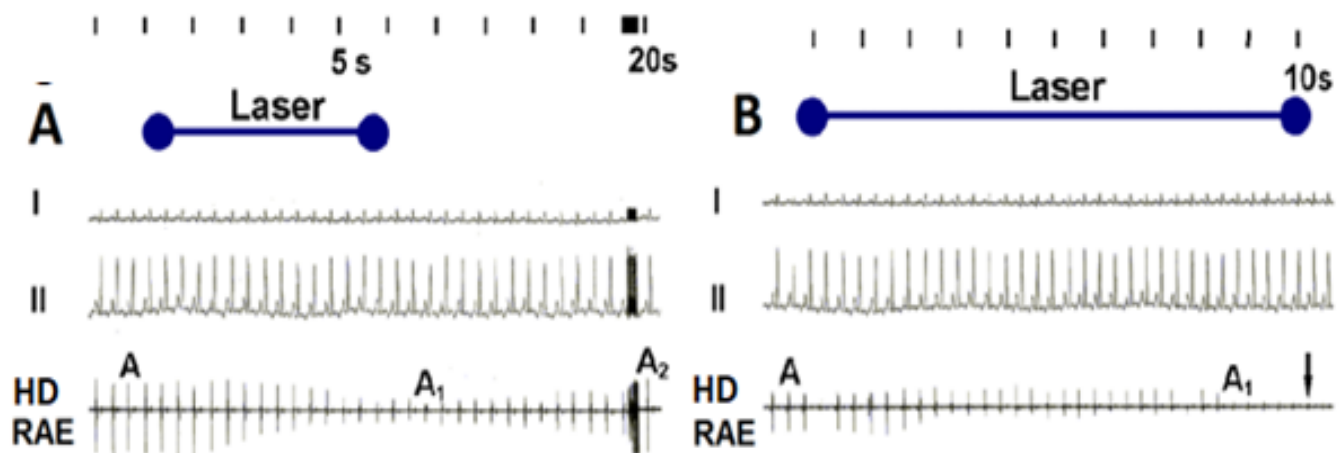 5 s 20s
10s
A Laser
B Laser
I
I
II
II
A A₁ A₂
HD
RAE
A A₁
HD
RAE